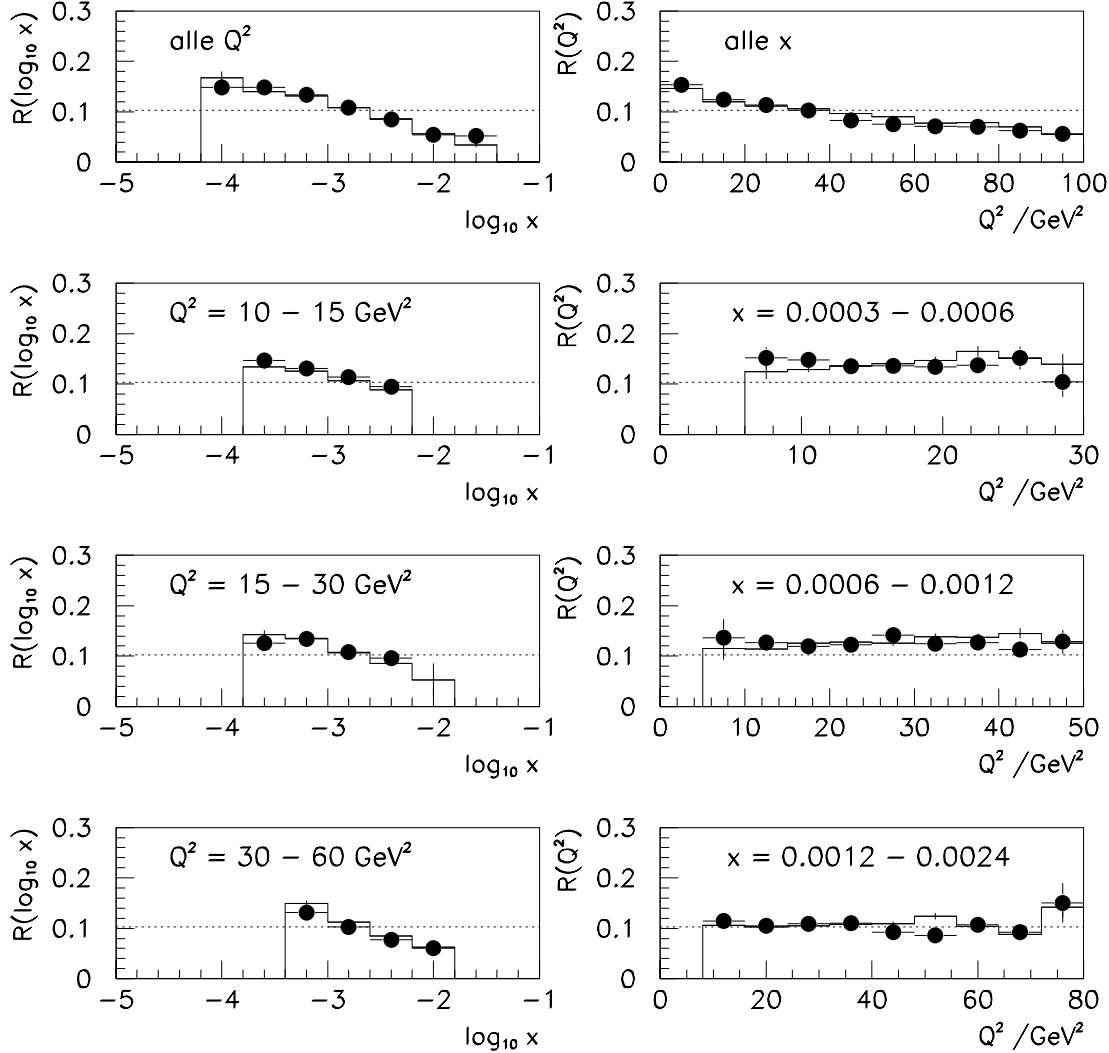 R(log₁₀ x)
alle Q²
0.3
0.2
0.1
0
−5 −4 −3 −2 −1
log₁₀ x
R(Q²)
alle x
0.3
0.2
0.1
0
0 20 40 60 80 100
Q² /GeV²
R(log₁₀ x)
Q² = 10 − 15 GeV²
0.3
0.2
0.1
0
−5 −4 −3 −2 −1
log₁₀ x
R(Q²)
x = 0.0003 − 0.0006
0.3
0.2
0.1
0
10 20 30
Q² /GeV²
R(log₁₀ x)
Q² = 15 − 30 GeV²
0.3
0.2
0.1
0
−5 −4 −3 −2 −1
log₁₀ x
R(Q²)
x = 0.0006 − 0.0012
0.3
0.2
0.1
0
0 10 20 30 40 50
Q² /GeV²
R(log₁₀ x)
Q² = 30 − 60 GeV²
0.3
0.2
0.1
0
−5 −4 −3 −2 −1
log₁₀ x
R(Q²)
x = 0.0012 − 0.0024
0.3
0.2
0.1
0
0 20 40 60 80
Q² /GeV²